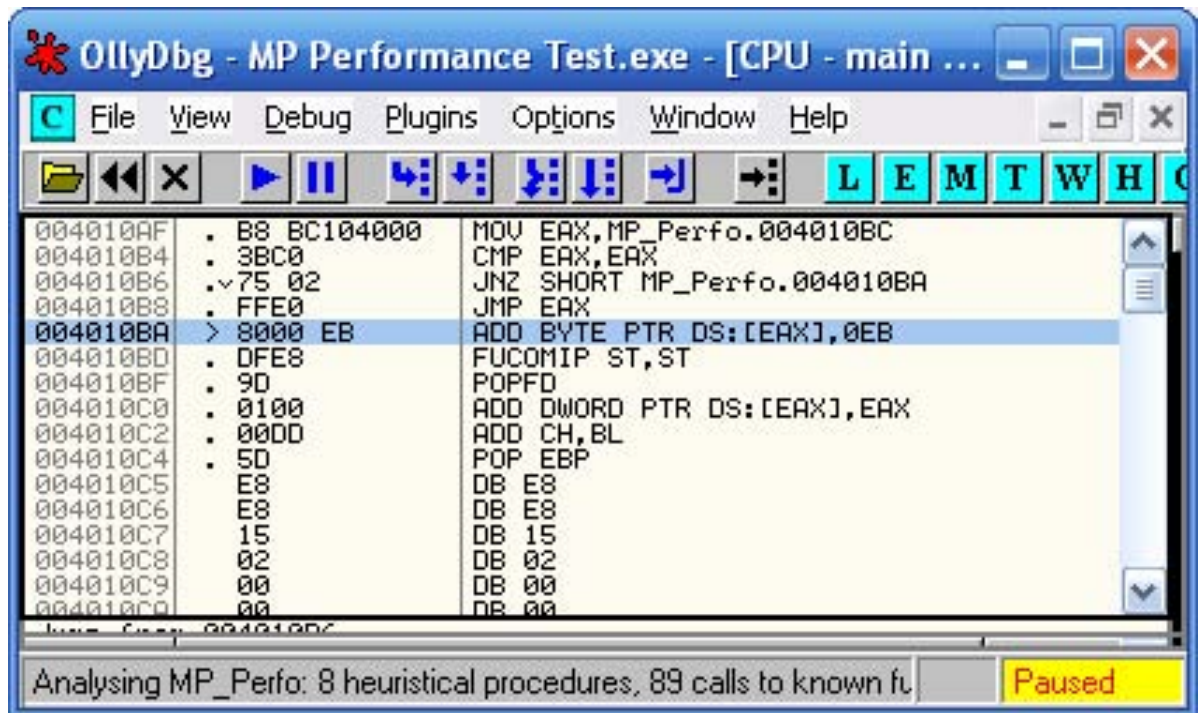 OllyDbg - MP Performance Test.exe - [CPU - main ...
C File View Debug Plugins Options Window Help
L E M T W H
004010AF . B8 BC104000 MOV EAX,MP_Perfo.004010BC
004010B4 . 3BC0 CMP EAX,EAX
004010B6 .v75 02 JNZ SHORT MP_Perfo.004010BA
004010B8 . FFE0 JMP EAX
004010BA > 8000 EB ADD BYTE PTR DS:[EAX],0EB
004010BD . DFE8 FUCOMIP ST,ST
004010BF . 9D POPFD
004010C0 . 0100 ADD DWORD PTR DS:[EAX],EAX
004010C2 . 00DD ADD CH,BL
004010C4 . 5D POP EBP
004010C5 E8 DB E8
004010C6 E8 DB E8
004010C7 15 DB 15
004010C8 02 DB 02
004010C9 00 DB 00
004010CA 00 DB 00
Analysing MP_Perfo: 8 heuristical procedures, 89 calls to known fu
Paused